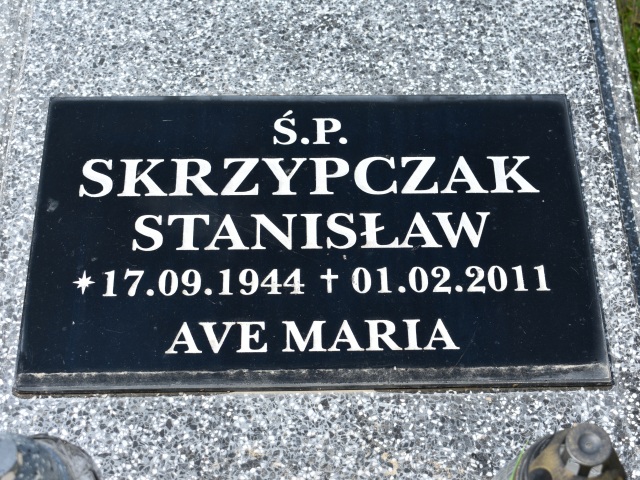 Ś.P.
SKRZYPCZAK
STANISŁAW
*17.09.1944 †01.02.2011
AVE MARIA